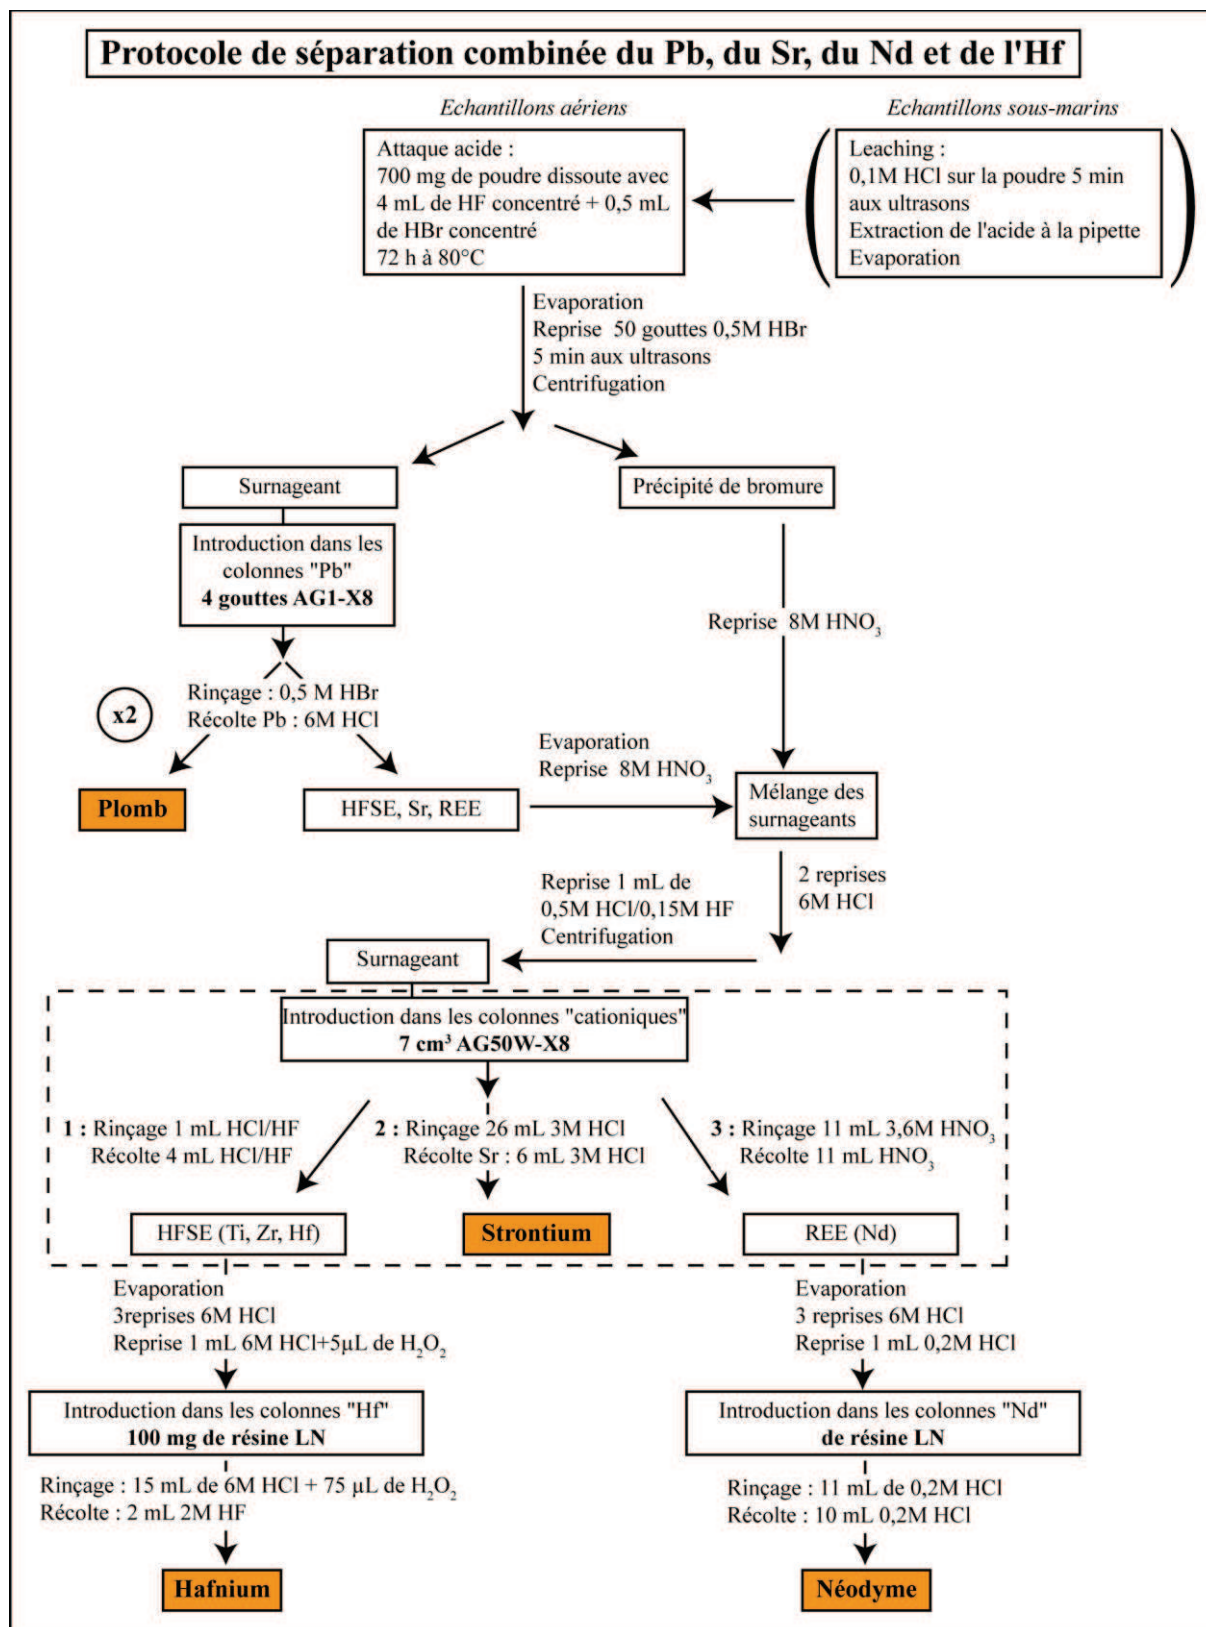 Protocole de séparation combinée du Pb, du Sr, du Nd et de l'Hf
Echantillons aériens
Echantillons sous-marins
Attaque acide :
700 mg de poudre dissoute avec
4 mL de HF concentré + 0,5 mL
de HBr concentré
72 h à 80°C
Leaching :
0,1M HCl sur la poudre 5 min
aux ultrasons
Extraction de l'acide à la pipette
Evaporation
Evaporation
Reprise 50 gouttes 0,5M HBr
5 min aux ultrasons
Centrifugation
Surnageant
Précipité de bromure
Introduction dans les
colonnes "Pb"
4 gouttes AG1-X8
Reprise 8M HNO₃
x2
Rinçage : 0,5 M HBr
Récolte Pb : 6M HCl
Plomb
HFSE, Sr, REE
Evaporation
Reprise 8M HNO₃
Mélange des
surnageants
2 reprises
6M HCl
Reprise 1 mL de
0,5M HCl/0,15M HF
Centrifugation
Surnageant
Introduction dans les colonnes "cationiques"
7 cm³ AG50W-X8
1 : Rinçage 1 mL HCl/HF
Récolte 4 mL HCl/HF
2 : Rinçage 26 mL 3M HCl
Récolte Sr : 6 mL 3M HCl
3 : Rinçage 11 mL 3,6M HNO₃
Récolte 11 mL HNO₃
HFSE (Ti, Zr, Hf)
Strontium
REE (Nd)
Evaporation
3reprises 6M HCl
Reprise 1 mL 6M HCl+5µL de H₂O₂
Evaporation
3 reprises 6M HCl
Reprise 1 mL 0,2M HCl
Introduction dans les colonnes "Hf"
100 mg de résine LN
Introduction dans les colonnes "Nd"
de résine LN
Rinçage : 15 mL de 6M HCl + 75 µL de H₂O₂
Récolte : 2 mL 2M HF
Rinçage : 11 mL de 0,2M HCl
Récolte : 10 mL 0,2M HCl
Hafnium
Néodyme